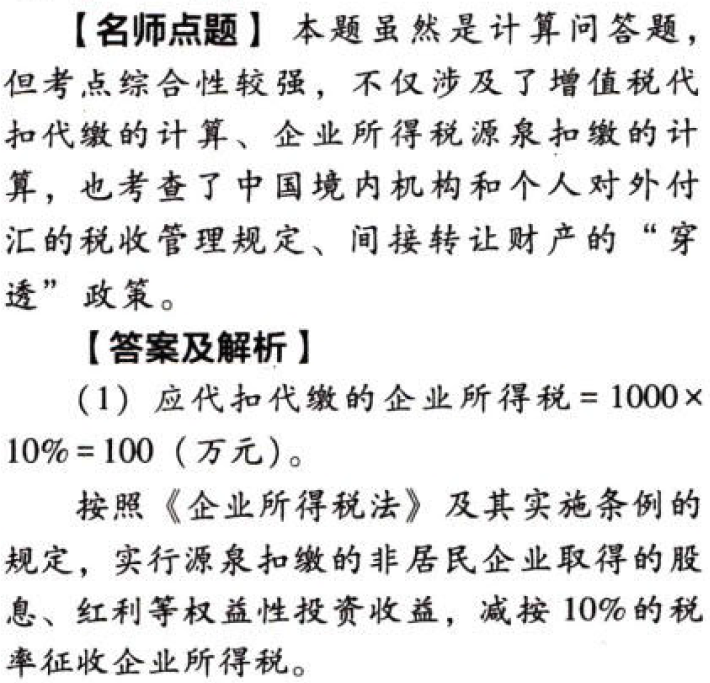 【名师点题】 本题虽然是计算问答题，
但考点综合性较强，不仅涉及了增值税代
扣代缴的计算、企业所得税源泉扣缴的计
算，也考查了中国境内机构和个人对外付
汇的税收管理规定、间接转让财产的“穿
透”政策。
【答案及解析】
（1）应代扣代缴的企业所得税=1000×
10%=100（万元）。
按照《企业所得税法》及其实施条例的
规定，实行源泉扣缴的非居民企业取得的股
息、红利等权益性投资收益，减按10%的税
率征收企业所得税。